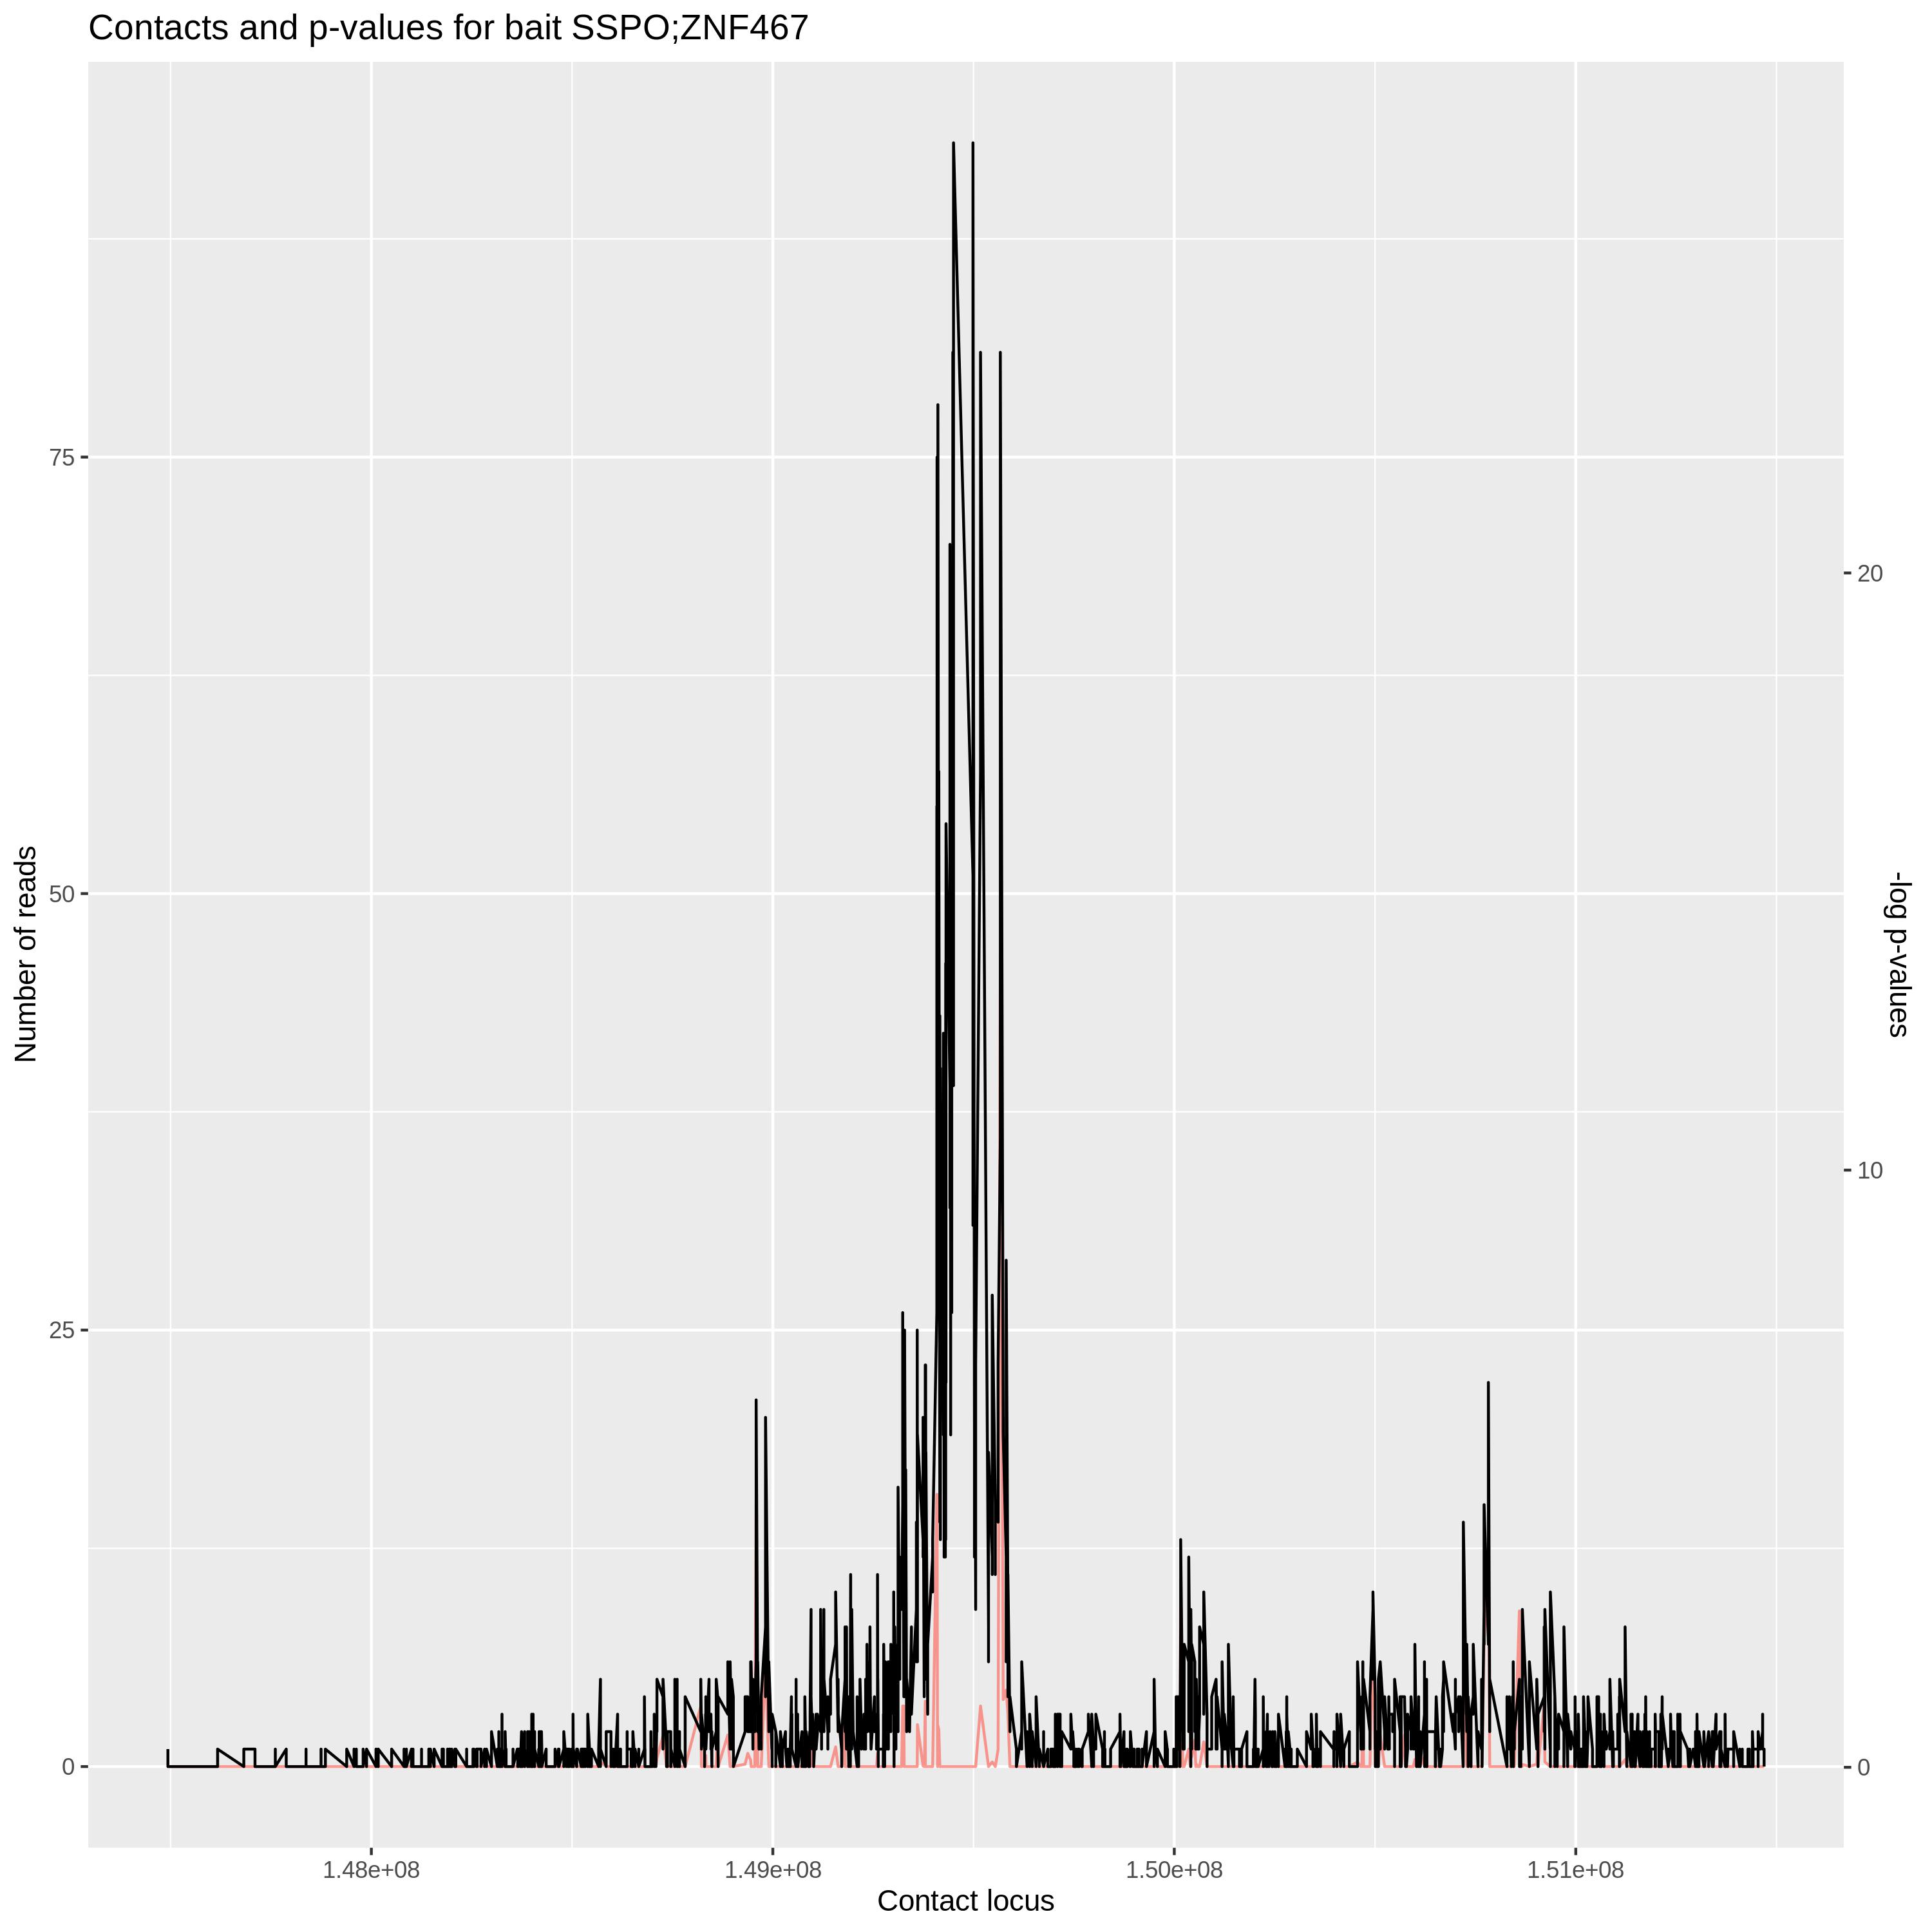 Contacts and p-values for bait SSPO;ZNF467
75
50
25
0
Number of reads
20
10
0
-log p-values
1.48e+08
1.49e+08
1.50e+08
1.51e+08
Contact locus